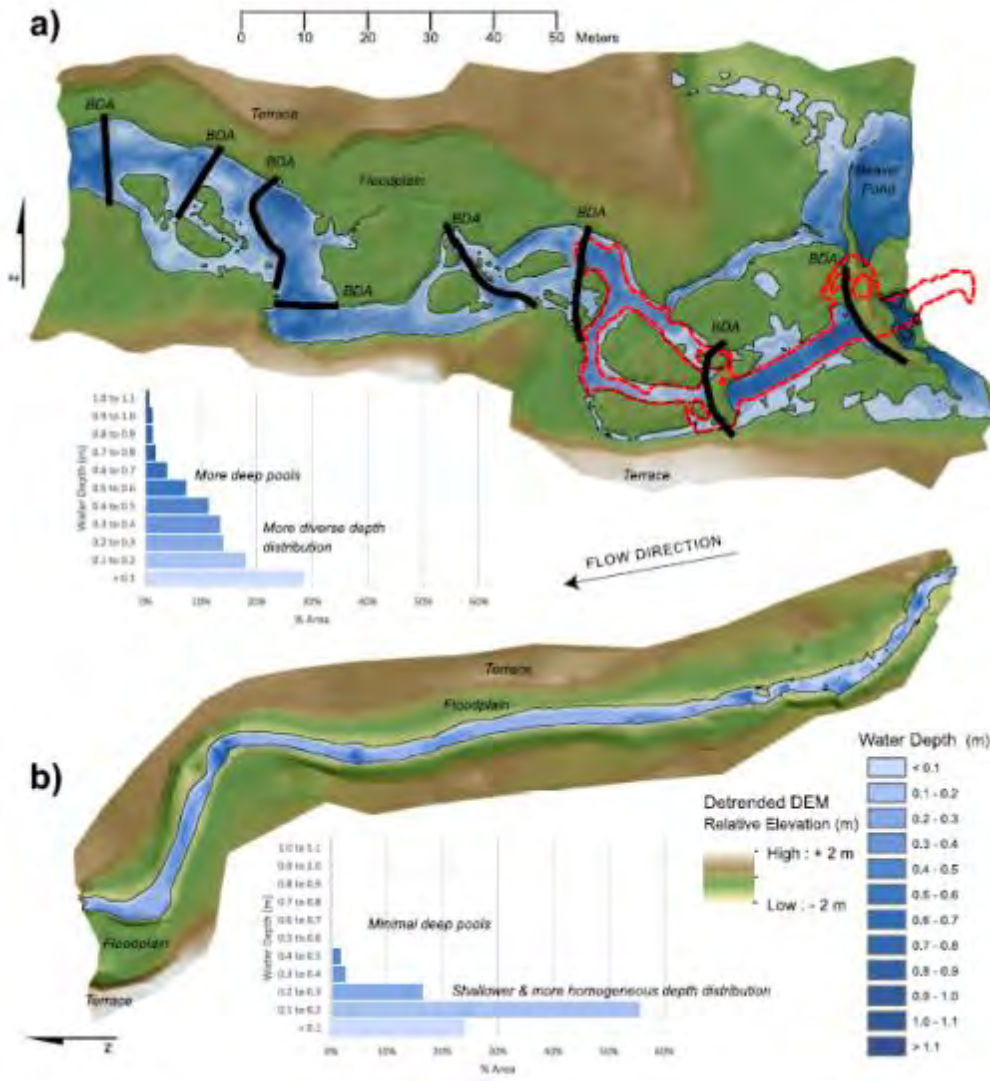 a)
0 10 20 30 40 50 Meters
BDA
Terrace
BDA
BDA
Floodplain
Beaver Pond
BDA
BDA
BDA
BDA
BDA
N
Terrace
Water Depth (m)
1.0 to 1.1
0.9 to 1.0
0.8 to 0.9
0.7 to 0.8
0.6 to 0.7
0.5 to 0.6
0.4 to 0.5
0.3 to 0.4
0.2 to 0.3
0.1 to 0.2
< 0.1
More deep pools
More diverse depth
distribution
0% 10% 20% 30% 40% 50% 60%
% Area
FLOW DIRECTION
b)
Terrace
Floodplain
Floodplain
Terrace
N
Water Depth (m)
1.0 to 1.1
0.9 to 1.0
0.8 to 0.9
0.7 to 0.8
0.6 to 0.7
0.5 to 0.6
0.4 to 0.5
0.3 to 0.4
0.2 to 0.3
0.1 to 0.2
< 0.1
Minimal deep pools
Shallower & more homogeneous depth distribution
0% 10% 20% 30% 40% 50% 60%
% Area
Detrended DEM
Relative Elevation (m)
High : + 2 m
Low : - 2 m
Water Depth (m)
< 0.1
0.1 - 0.2
0.2 - 0.3
0.3 - 0.4
0.4 - 0.5
0.5 - 0.6
0.6 - 0.7
0.7 - 0.8
0.8 - 0.9
0.9 - 1.0
1.0 - 1.1
> 1.1